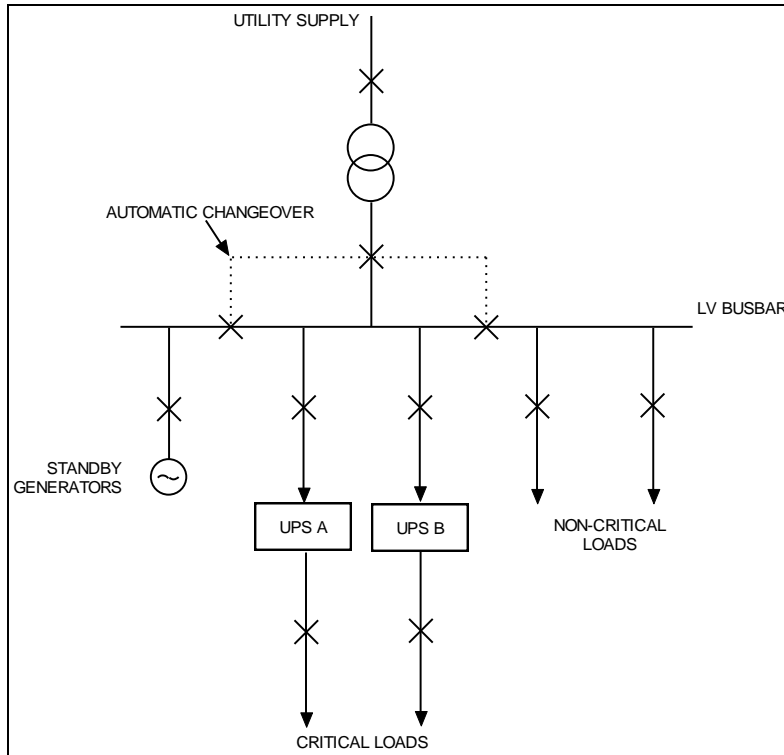 UTILITY SUPPLY
AUTOMATIC CHANGEOVER
LV BUSBAR
STANDBY
GENERATORS
UPS A
UPS B
NON-CRITICAL
LOADS
CRITICAL LOADS